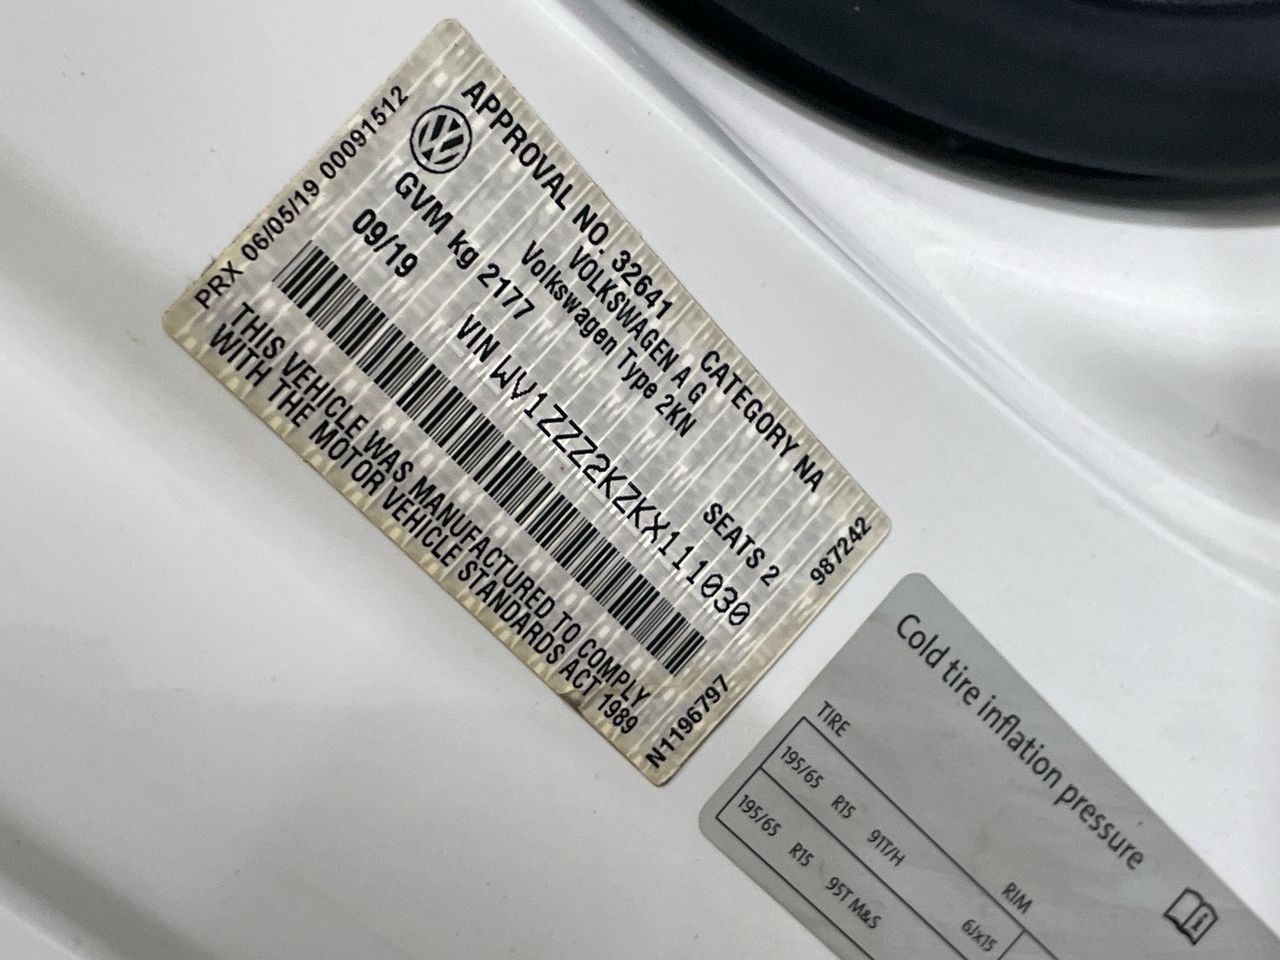 PRX 06/05/19 00091512
APPROVAL NO. 32641 CATEGORY NA
VOLKSWAGEN A G
Volkswagen Type 2KN
GVM kg 2177 SEATS 2
09/19 VIN WV1ZZZ2KZKX111030
THIS VEHICLE WAS MANUFACTURED TO COMPLY
WITH THE MOTOR VEHICLE STANDARDS ACT 1989
987242
N1196797
Cold tire inflation pressure
TIRE RIM
195/65 R15 91T/H 6Jx15
195/65 R15 95T M&S